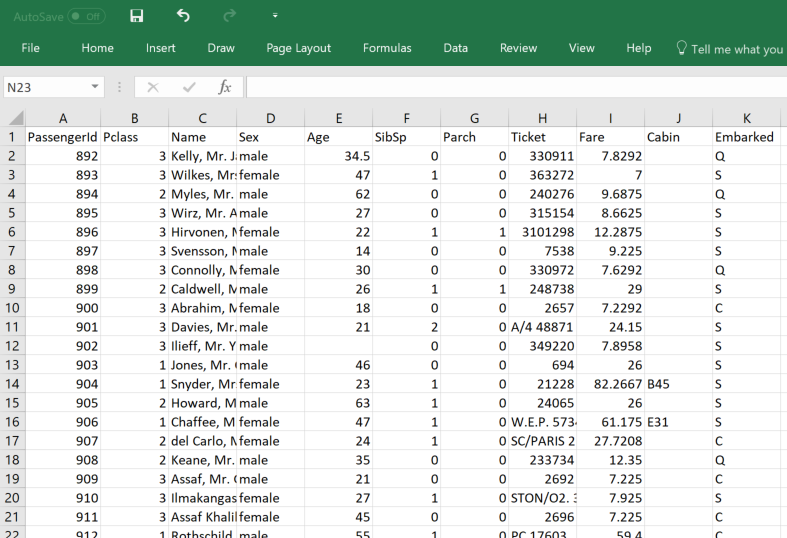 AutoSave Off
File Home Insert Draw Page Layout Formulas Data Review View Help Tell me what you
N23 fx
A B C D E F G H I J K
1 PassengerId Pclass Name Sex Age SibSp Parch Ticket Fare Cabin Embarked
2 892 3 Kelly, Mr. J male 34.5 0 0 330911 7.8292 Q
3 893 3 Wilkes, Mrs female 47 1 0 363272 7 S
4 894 2 Myles, Mr. male 62 0 0 240276 9.6875 Q
5 895 3 Wirz, Mr. A male 27 0 0 315154 8.6625 S
6 896 3 Hirvonen, M female 22 1 1 3101298 12.2875 S
7 897 3 Svensson, M male 14 0 0 7538 9.225 S
8 898 3 Connolly, M female 30 0 0 330972 7.6292 Q
9 899 2 Caldwell, M male 26 1 1 248738 29 S
10 900 3 Abrahim, M female 18 0 0 2657 7.2292 C
11 901 3 Davies, Mr. male 21 2 0 A/4 48871 24.15 S
12 902 3 Ilieff, Mr. Y male 0 0 349220 7.8958 S
13 903 1 Jones, Mr. male 46 0 0 694 26 S
14 904 1 Snyder, Mr female 23 1 0 21228 82.2667 B45 S
15 905 2 Howard, M male 63 1 0 24065 26 S
16 906 1 Chaffee, M female 47 1 0 W.E.P. 573 61.175 E31 S
17 907 2 del Carlo, M female 24 1 0 SC/PARIS 2 27.7208 C
18 908 2 Keane, Mr. male 35 0 0 233734 12.35 Q
19 909 3 Assaf, Mr. male 21 0 0 2692 7.225 C
20 910 3 Ilmakangas female 27 1 0 STON/O2. 3 7.925 S
21 911 3 Assaf Khalil female 45 0 0 2696 7.225 C
22 912 1 Rothschild male 55 1 0 PC 17603 59.4 C